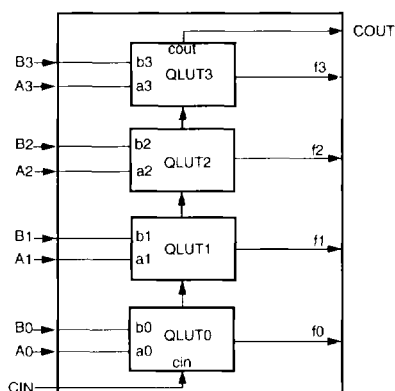 COUT
cout
B3 b3 QLUT3 f3
A3 a3
B2 b2 QLUT2 f2
A2 a2
B1 b1 QLUT1 f1
A1 a1
B0 b0 QLUT0 f0
A0 a0
cin
CIN